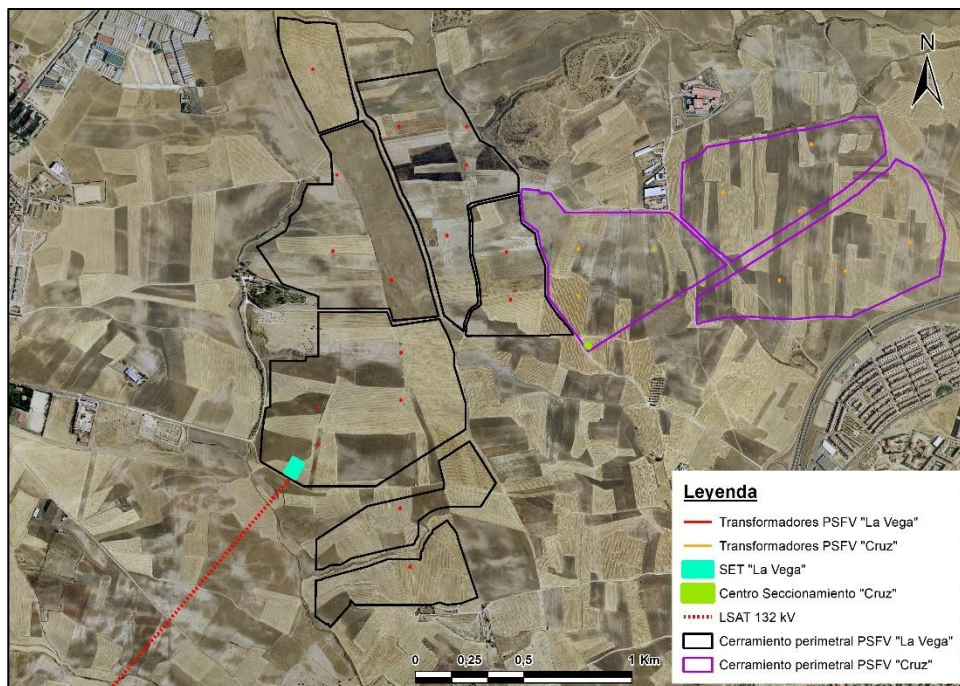 N
Leyenda
Transformadores PSFV "La Vega"
Transformadores PSFV "Cruz"
SET "La Vega"
Centro Seccionamiento "Cruz"
LSAT 132 kV
Cerramiento perimetral PSFV "La Vega"
Cerramiento perimetral PSFV "Cruz"
0 0,25 0,5 1 Km